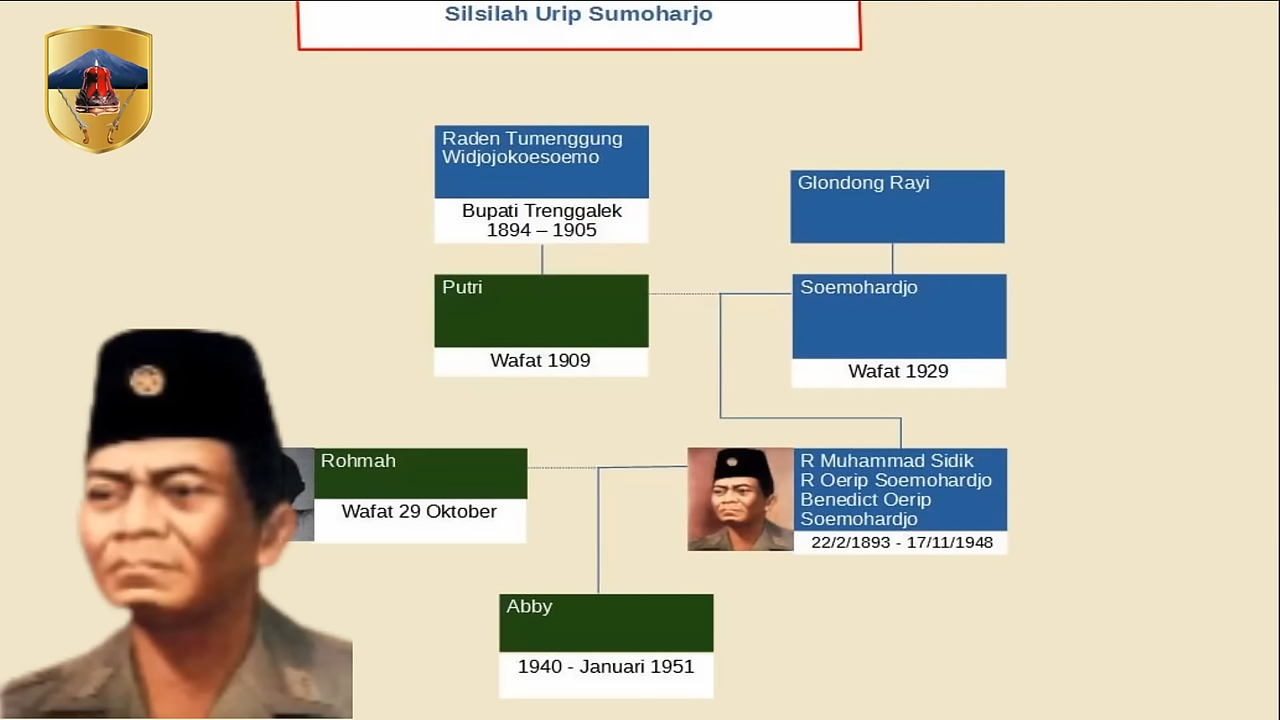 Silsilah Urip Sumoharjo
Raden Tumenggung
Widjojokoesoemo
Bupati Trenggalek
1894 – 1905
Glondong Rayi
Putri
Wafat 1909
Soemohardjo
Wafat 1929
Rohmah
Wafat 29 Oktober
R Muhammad Sidik
R Oerip Soemohardjo
Benedict Oerip
Soemohardjo
22/2/1893 - 17/11/1948
Abby
1940 - Januari 1951